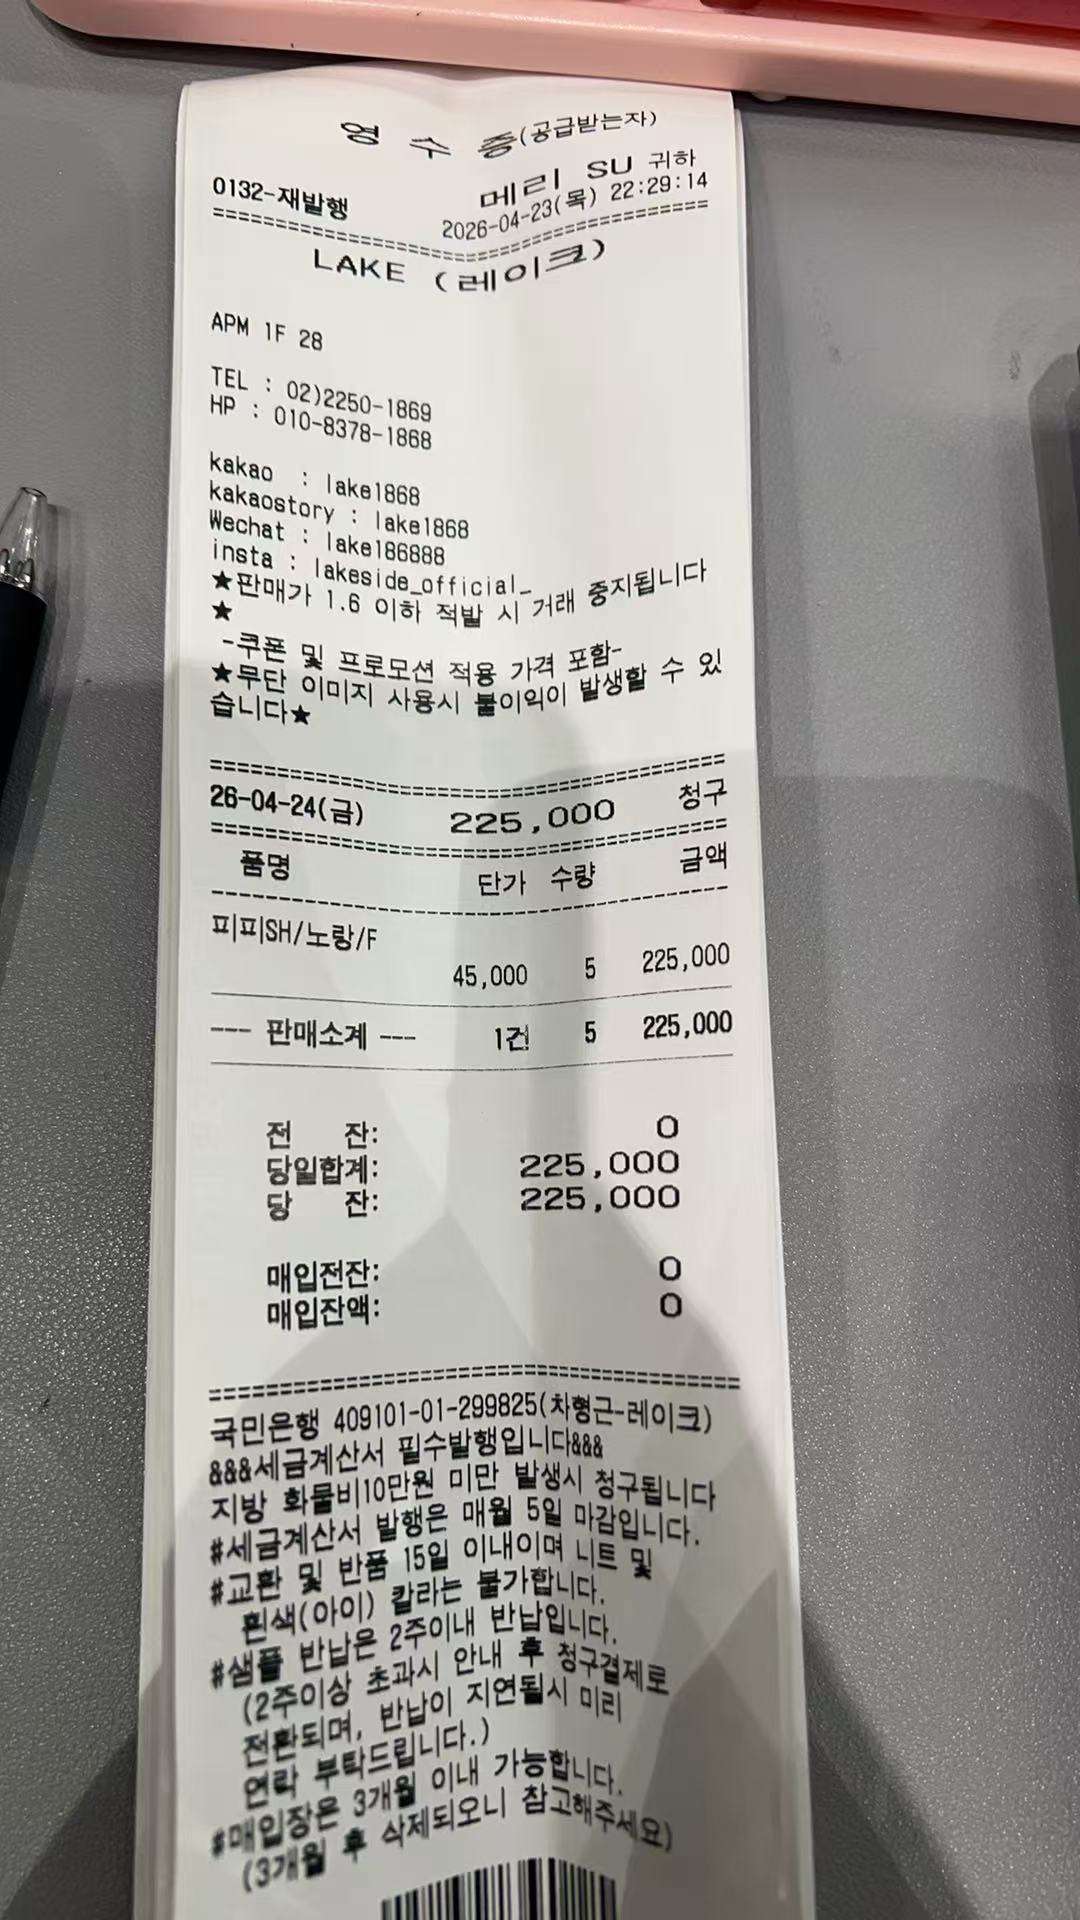 영 수 증(공급받는자)
메리 SU 귀하
0132-재발행 2026-04-23(목) 22:29:14
LAKE (레이크)
APM 1F 28
TEL : 02)2250-1869
HP : 010-8378-1868
kakao : lake1868
kakaostory : lake1868
Wechat : lake186888
insta : lakeside_official_
★판매가 1.6 이하 적발 시 거래 중지됩니다
★
-쿠폰 및 프로모션 적용 가격 포함-
★무단 이미지 사용시 불이익이 발생할 수 있
습니다★
26-04-24(금) 225,000 청구
품명 단가 수량 금액
피피SH/노랑/F
45,000 5 225,000
--- 판매소계 --- 1건 5 225,000
전 잔: 0
당일합계: 225,000
당 잔: 225,000
매입전잔: 0
매입잔액: 0
국민은행 409101-01-299825(차형근-레이크)
&&&세금계산서 필수발행입니다&&&
지방 화물비10만원 미만 발생시 청구됩니다
#세금계산서 발행은 매월 5일 마감입니다.
#교환 및 반품 15일 이내이며 니트 및
흰색(아이) 칼라는 불가합니다.
#샘플 반납은 2주이내 반납입니다.
(2주이상 초과시 안내 후 청구결제로
전환되며, 반납이 지연될시 미리
연락 부탁드립니다.)
#매입장은 3개월 이내 가능합니다.
(3개월 후 삭제되오니 참고해주세요)